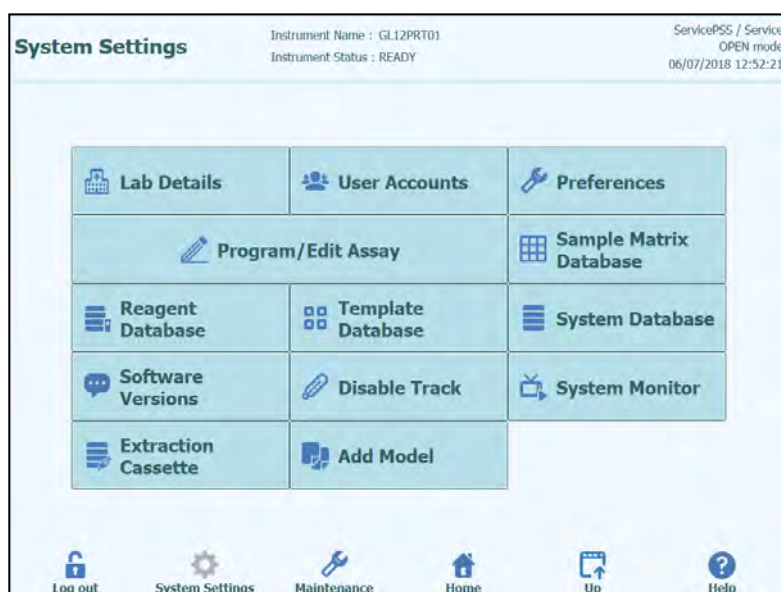 System Settings
Instrument Name : GL12PRT01
Instrument Status : READY
ServicePSS / Service
OPEN mode
06/07/2018 12:52:21
Lab Details
User Accounts
Preferences
Program/Edit Assay
Sample Matrix
Database
Reagent
Database
Template
Database
System Database
Software
Versions
Disable Track
System Monitor
Extraction
Cassette
Add Model
Log out
System Settings
Maintenance
Home
Up
Help